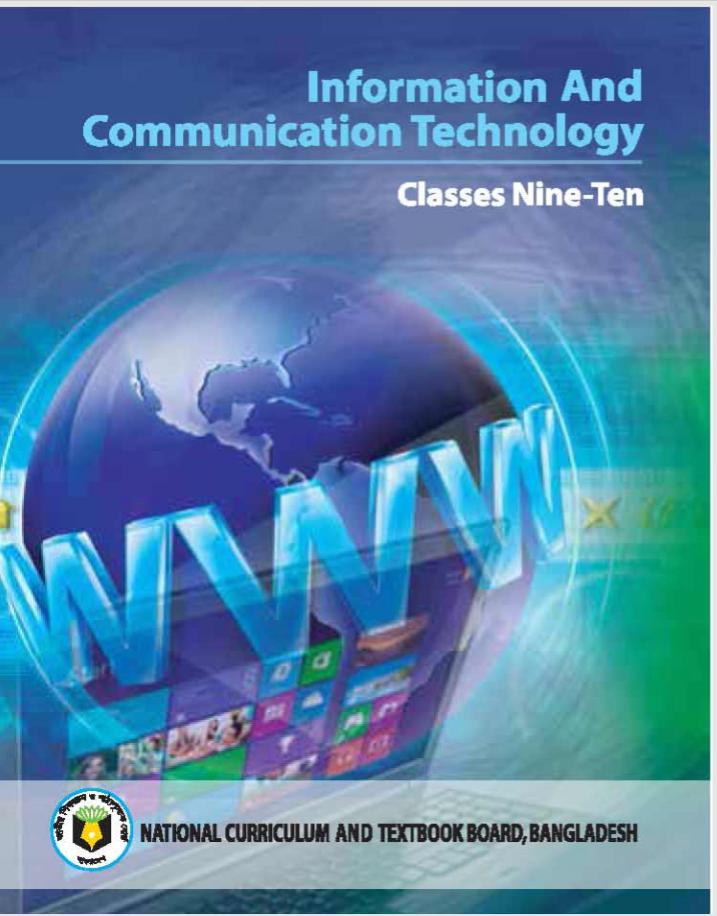 Information And
Communication Technology
Classes Nine-Ten
WWW
NATIONAL CURRICULUM AND TEXTBOOK BOARD, BANGLADESH